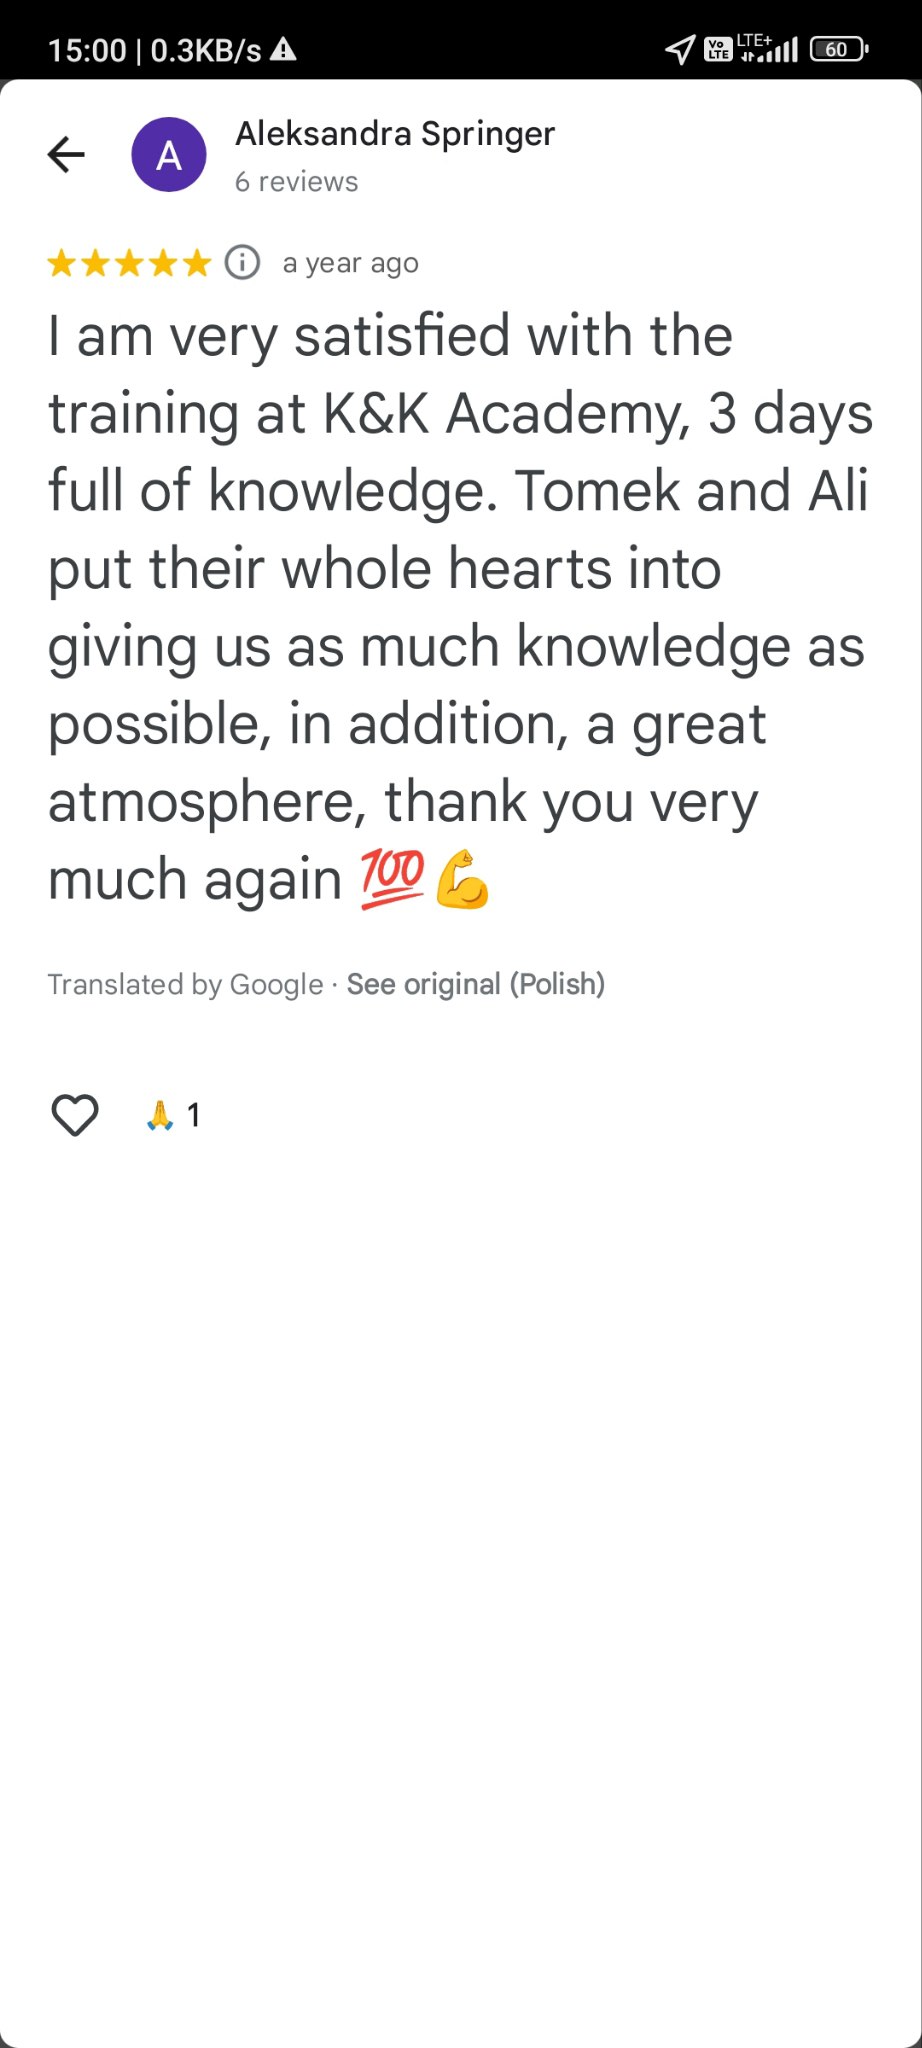 15:00 | 0.3KB/s
Vo LTE LTE+ 60
A
Aleksandra Springer
6 reviews
a year ago
I am very satisfied with the
training at K&K Academy, 3 days
full of knowledge. Tomek and Ali
put their whole hearts into
giving us as much knowledge as
possible, in addition, a great
atmosphere, thank you very
much again 💯💪
Translated by Google · See original (Polish)
🙏 1